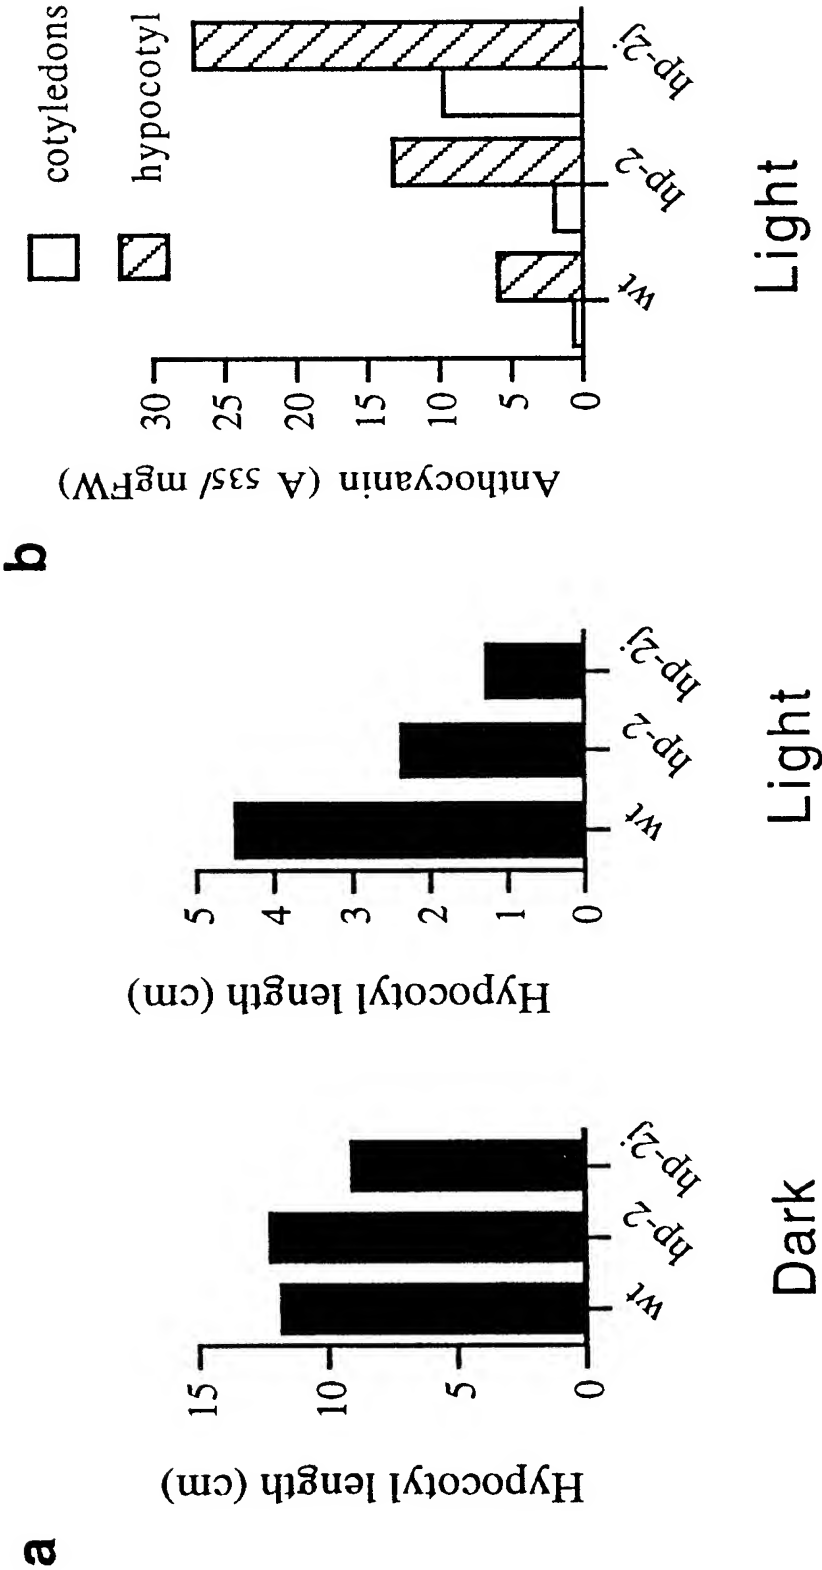 a
Hypocotyl length (cm)
15
10
5
0
wt
hp-2
hp-2j
Dark
Hypocotyl length (cm)
5
4
3
2
1
0
wt
hp-2
hp-2j
Light
b
cotyledons
hypocotyl
Anthocyanin (A 535/ mgFW)
30
25
20
15
10
5
0
wt
hp-2
hp-2j
Light